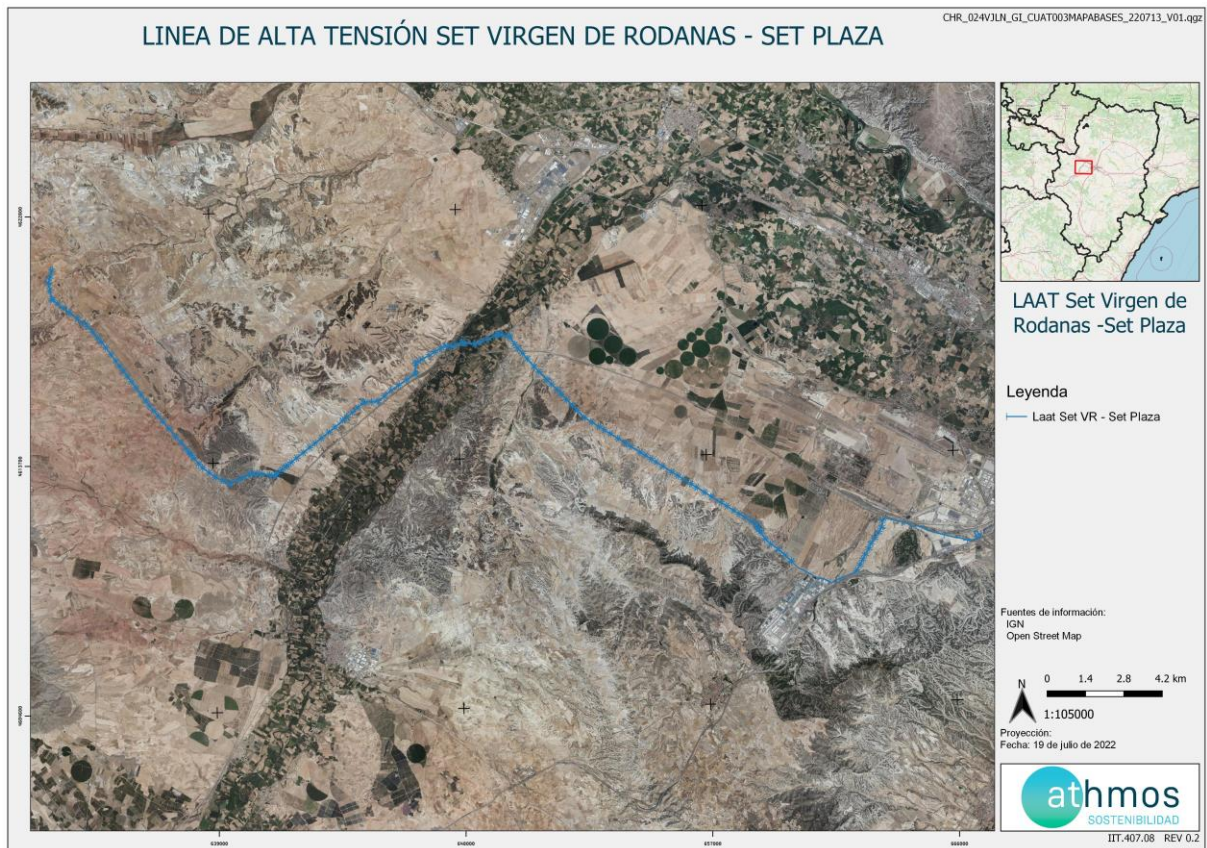 CHR_024VJLN_GI_CUAT003MAPABASES_220713_V01.qgz
LINEA DE ALTA TENSIÓN SET VIRGEN DE RODANAS - SET PLAZA
LAAT Set Virgen de
Rodanas -Set Plaza
Leyenda
Laat Set VR - Set Plaza
Fuentes de información:
IGN
Open Street Map
N
0 1.4 2.8 4.2 km
1:105000
Proyección:
Fecha: 19 de julio de 2022
athmos
SOSTENIBILIDAD
IIT.407.08 REV 0.2